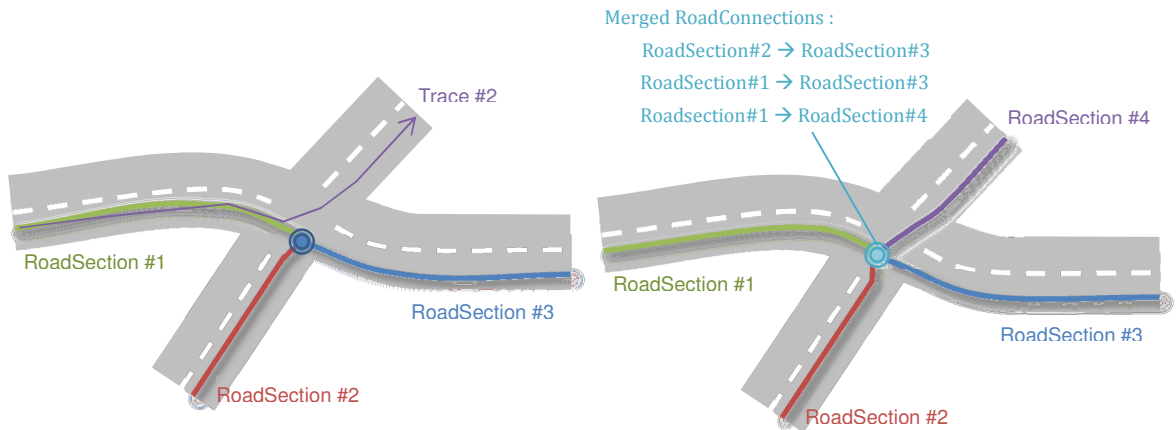 Merged RoadConnections :
RoadSection#2 → RoadSection#3
RoadSection#1 → RoadSection#3
Roadsection#1 → RoadSection#4
Trace #2
RoadSection #4
RoadSection #1
RoadSection #3
RoadSection #2
RoadSection #1
RoadSection #3
RoadSection #2